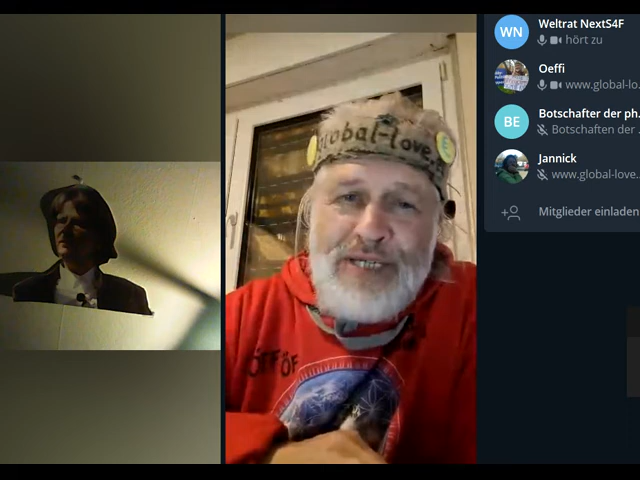 Weltrat NextS4F
WN
hört zu
Oeffi
www.global-lo..
Botschafter der ph..
BE
Botschaften der ..
Jannick
www.global-love..
Mitglieder einladen
global-love.
ÖFFÖF